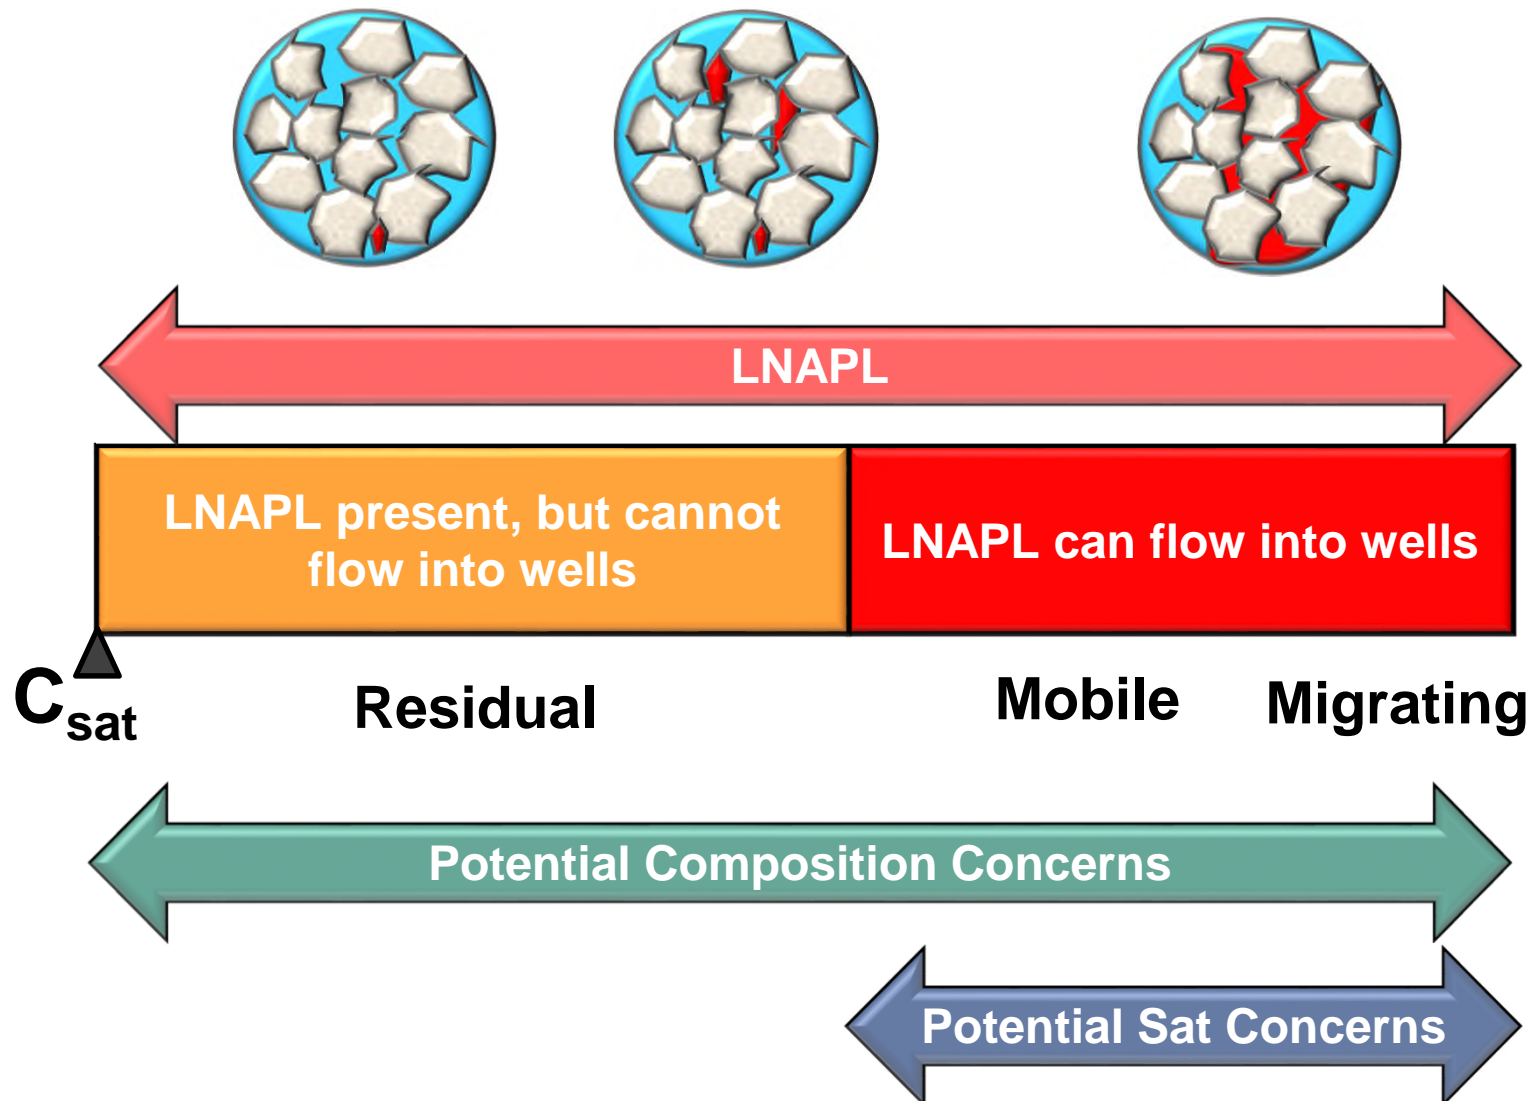 LNAPL
LNAPL present, but cannot
flow into wells
LNAPL can flow into wells
Csat
Residual
Mobile
Migrating
Potential Composition Concerns
Potential Sat Concerns